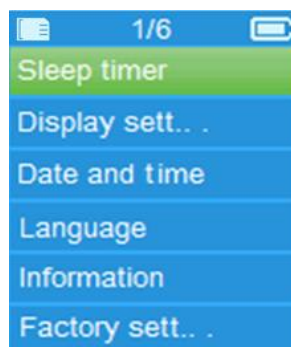 1/6
Sleep timer
Display sett.. .
Date and time
Language
Information
Factory sett.. .